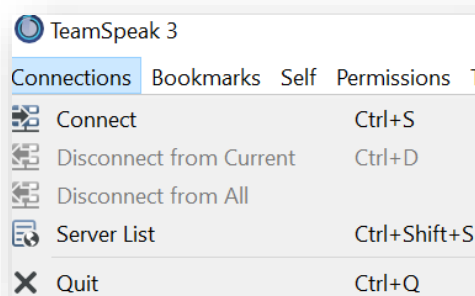 TeamSpeak 3
Connections Bookmarks Self Permissions
Connect Ctrl+S
Disconnect from Current Ctrl+D
Disconnect from All
Server List Ctrl+Shift+S
Quit Ctrl+Q